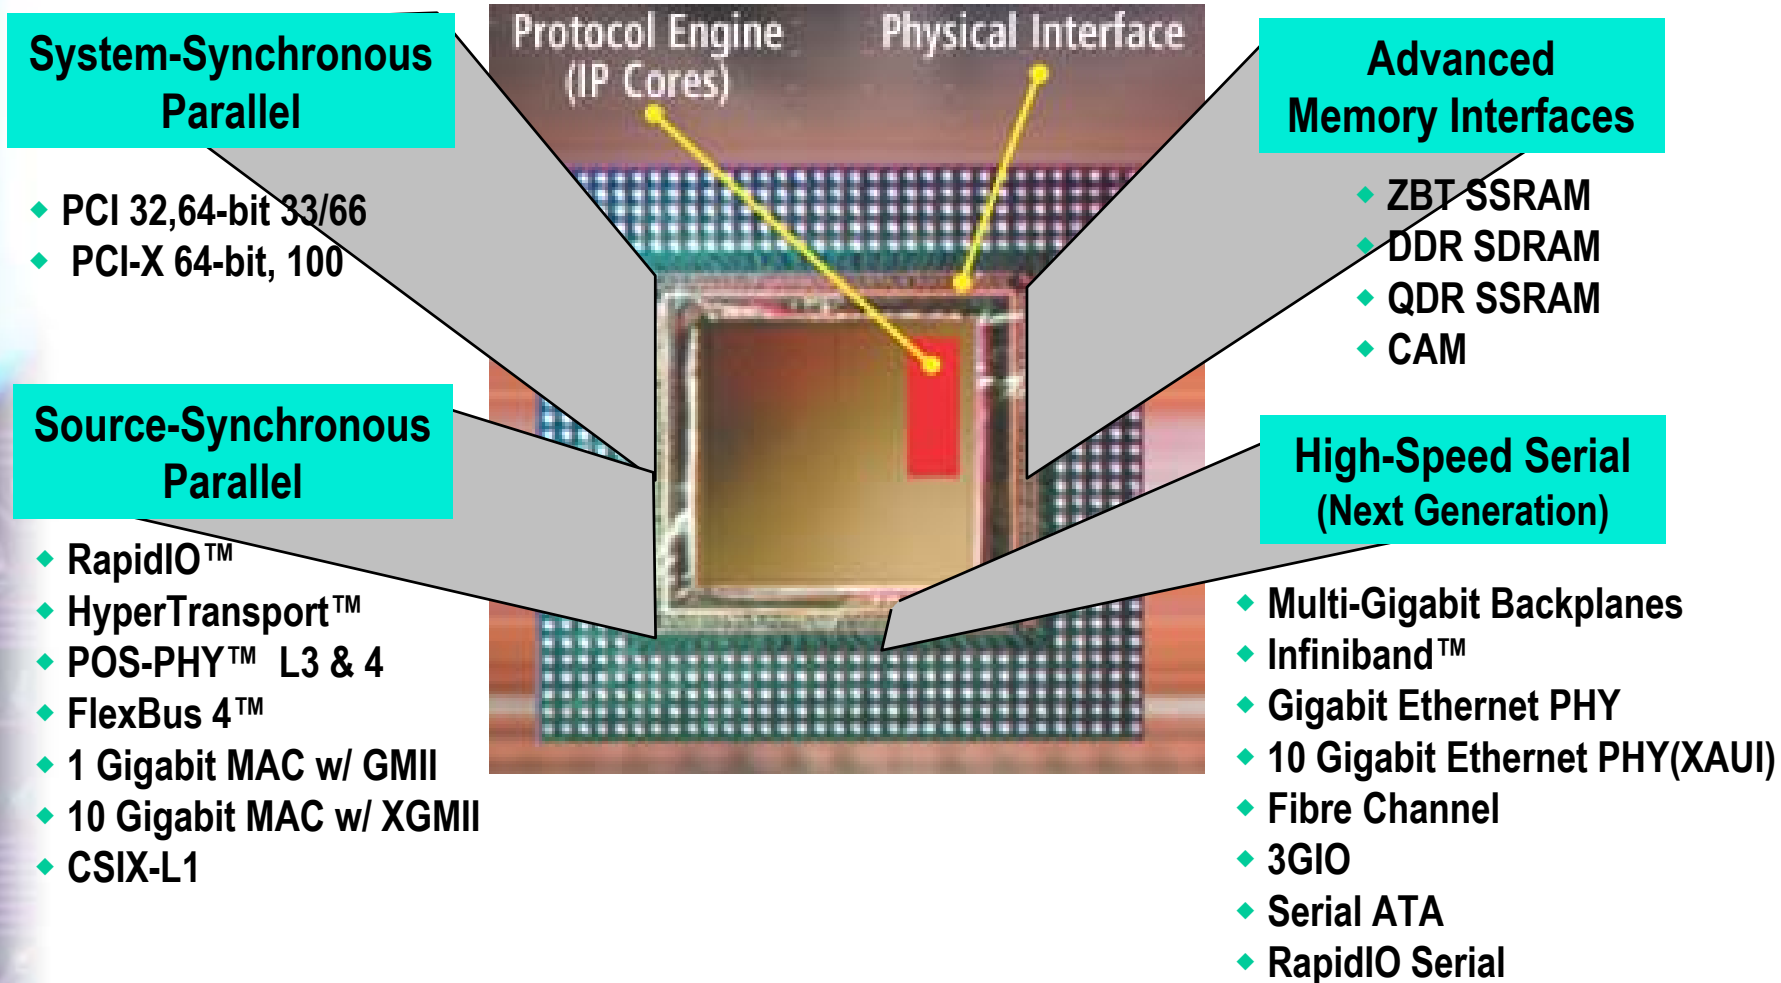 System-Synchronous
Parallel
PCI 32,64-bit 33/66
PCI-X 64-bit, 100
Source-Synchronous
Parallel
RapidIO™
HyperTransport™
POS-PHY™ L3 & 4
FlexBus 4™
1 Gigabit MAC w/ GMII
10 Gigabit MAC w/ XGMII
CSIX-L1
Protocol Engine
(IP Cores)
Physical Interface
Advanced
Memory Interfaces
ZBT SSRAM
DDR SDRAM
QDR SSRAM
CAM
High-Speed Serial
(Next Generation)
Multi-Gigabit Backplanes
Infiniband™
Gigabit Ethernet PHY
10 Gigabit Ethernet PHY(XAUI)
Fibre Channel
3GIO
Serial ATA
RapidIO Serial